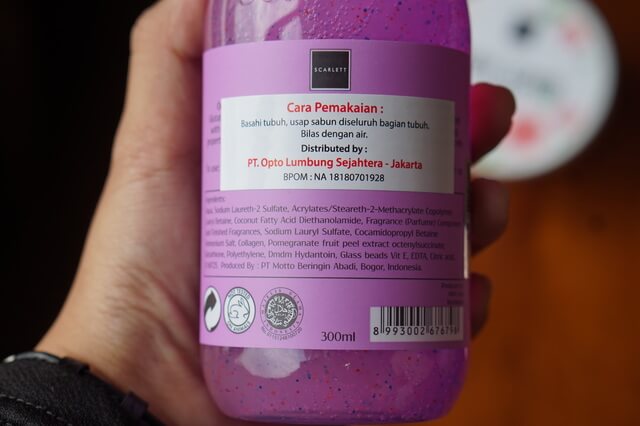 SCARLETT
Cara Pemakaian :
Basahi tubuh, usap sabun diseluruh bagian tubuh.
Bilas dengan air.
Distributed by :
PT. Opto Lumbung Sejahtera - Jakarta
BPOM : NA 18180701928
Ingredients:
Sodium Laureth-2 Sulfate, Acrylates/Steareth-2-Methacrylate Copolymer,
Betaine, Coconut Fatty Acid Diethanolamide, Fragrance (Parfume) Component
Finished Fragrances, Sodium Lauryl Sulfate, Cocamidopropyl Betaine
Salt, Collagen, Pomegranate fruit peel extract octenylsuccinate,
Polyethylene, Dmdm Hydantoin, Glass beads Vit E, EDTA, Citric
Produced By : PT Motto Beringin Abadi, Bogor, Indonesia.
300ml
8 993002 67679